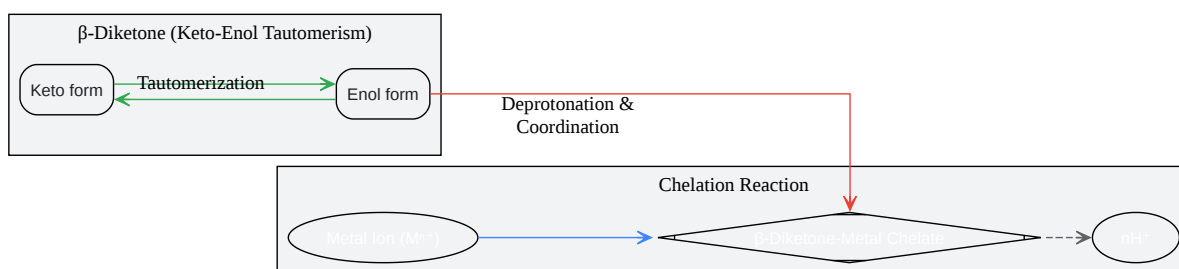 β-Diketone (Keto-Enol Tautomerism)
Keto form
Tautomerization
Enol form
Deprotonation &
Coordination
Chelation Reaction
Metal Ion (Mⁿ⁺)
β-Diketone-Metal Chelate
nH⁺